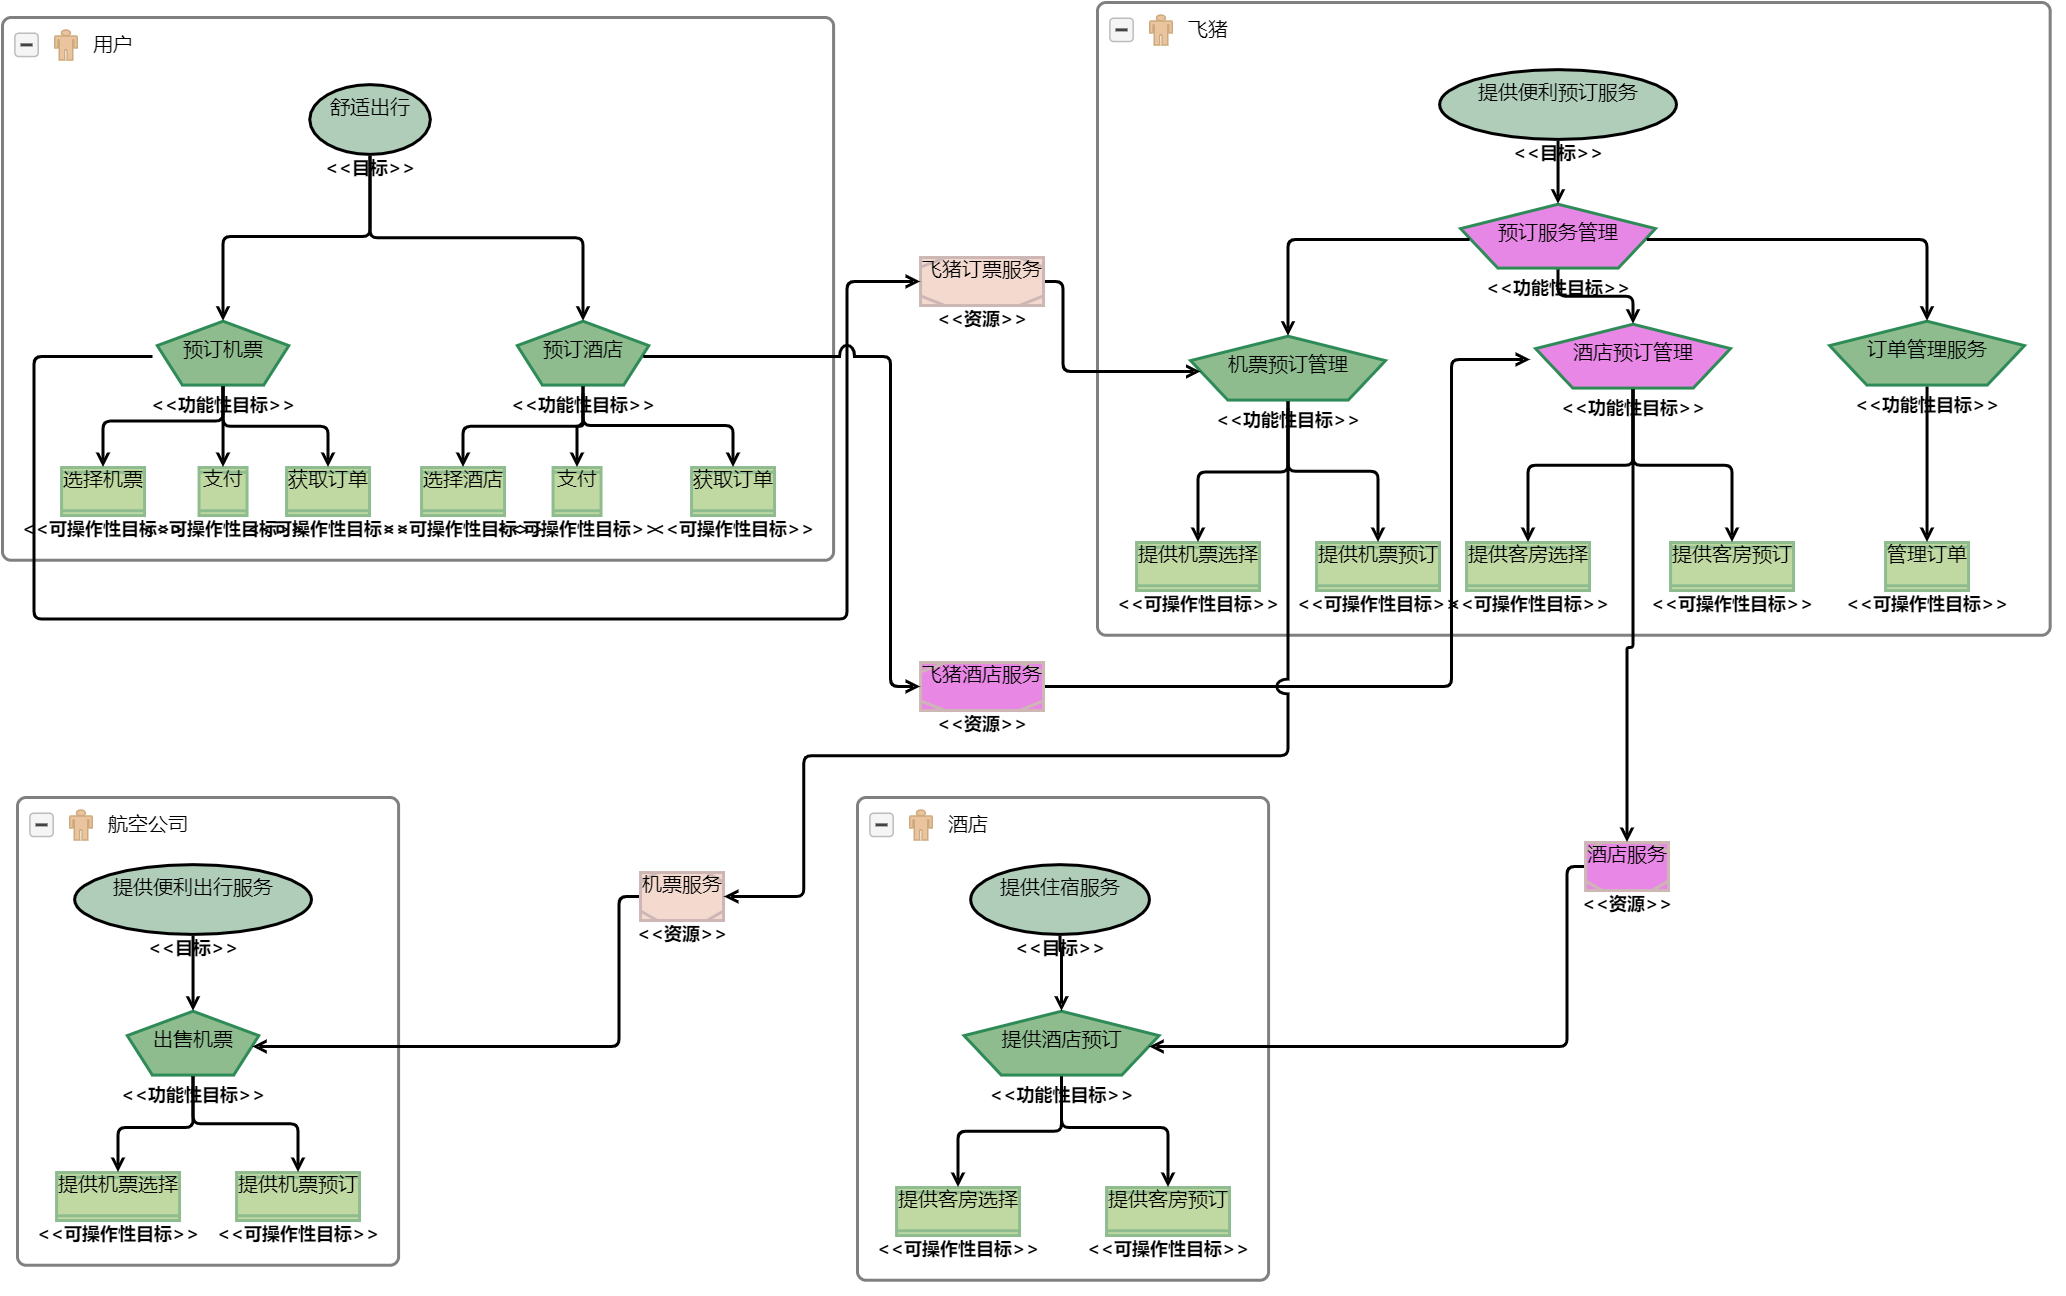 用户
舒适出行
<<目标>>
预订机票
<<功能性目标>>
预订酒店
<<功能性目标>>
选择机票
<<可操作性目标>>
支付
<<可操作性目标>>
获取订单
<<可操作性目标>>
选择酒店
<<可操作性目标>>
支付
<<可操作性目标>>
获取订单
<<可操作性目标>>
飞猪订票服务
<<资源>>
飞猪酒店服务
<<资源>>
飞猪
提供便利预订服务
<<目标>>
预订服务管理
<<功能性目标>>
机票预订管理
<<功能性目标>>
酒店预订管理
<<功能性目标>>
订单管理服务
<<功能性目标>>
提供机票选择
<<可操作性目标>>
提供机票预订
<<可操作性目标>>
提供客房选择
<<可操作性目标>>
提供客房预订
<<可操作性目标>>
管理订单
<<可操作性目标>>
航空公司
提供便利出行服务
<<目标>>
出售机票
<<功能性目标>>
提供机票选择
<<可操作性目标>>
提供机票预订
<<可操作性目标>>
机票服务
<<资源>>
酒店
提供住宿服务
<<目标>>
提供酒店预订
<<功能性目标>>
提供客房选择
<<可操作性目标>>
提供客房预订
<<可操作性目标>>
酒店服务
<<资源>>